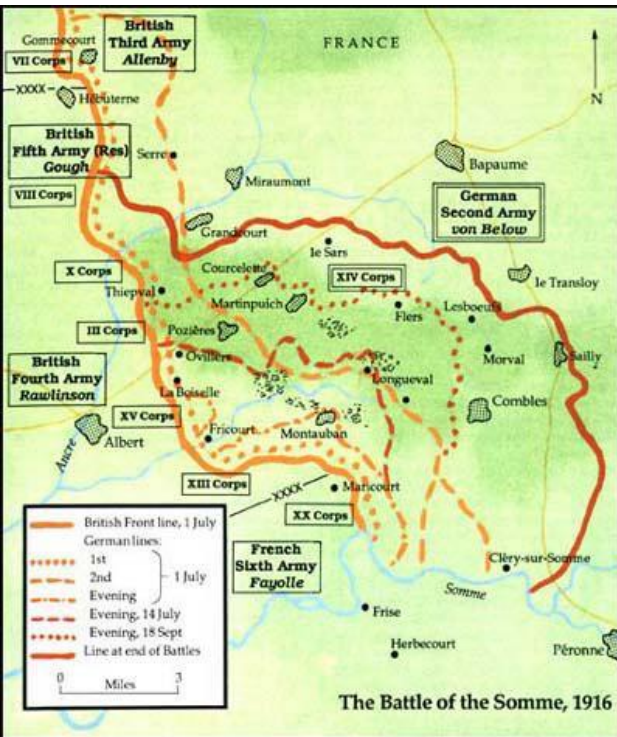 British
Third Army
Allenby
Gommecourt
FRANCE
VII Corps
XXXX
Hébuterne
N
British
Fifth Army (Res)
Gough
Serre
Bapaume
Miraumont
VIII Corps
German
Second Army
von Below
Grandcourt
le Sars
X Corps
Courcelette
XIV Corps
le Transloy
Thiepval
Martinpuich
Flers
Lesboeufs
III Corps
Pozières
Morval
Sailly
British
Fourth Army
Rawlinson
Ovillers
Longueval
La Boiselle
Combles
XV Corps
Albert
Ancre
Fricourt
Montauban
XIII Corps
XXXX
Maricourt
XX Corps
British Front line, 1 July
German lines:
1st
2nd
1 July
Evening
Evening, 14 July
Evening, 18 Sept
Line at end of Battles
0
3
Miles
French
Sixth Army
Fayolle
Cléry-sur-Somme
Somme
Frise
Herbecourt
Péronne
The Battle of the Somme, 1916